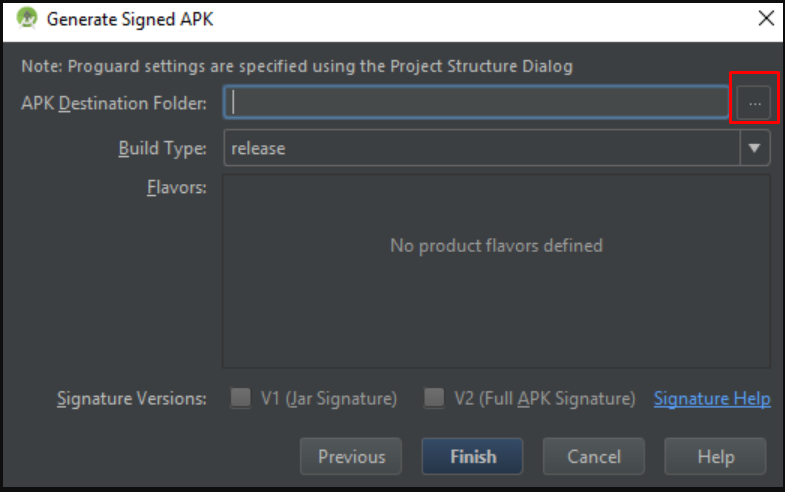 Generate Signed APK
Note: Proguard settings are specified using the Project Structure Dialog
APK Destination Folder:
...
Build Type: release
Flavors:
No product flavors defined
Signature Versions: V1 (Jar Signature) V2 (Full APK Signature) Signature Help
Previous Finish Cancel Help